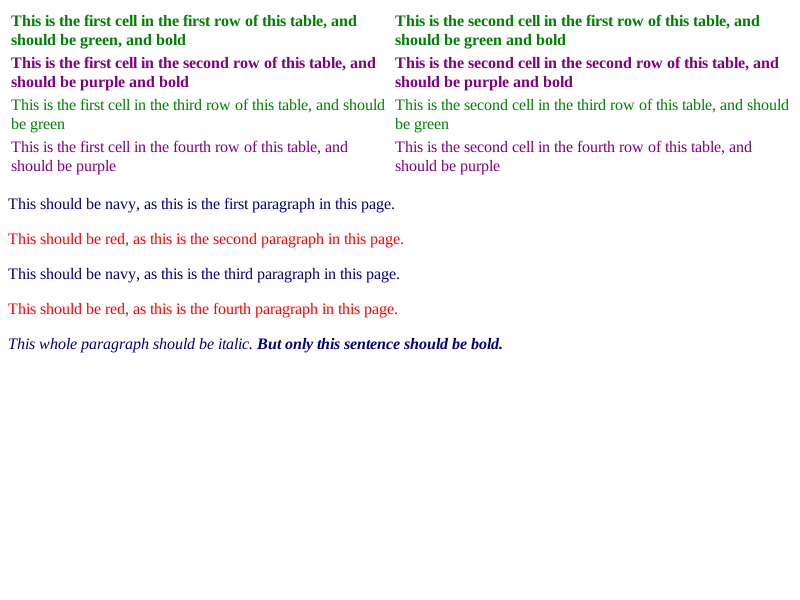 This is the first cell in the first row of this table, and
should be green, and bold
This is the second cell in the first row of this table, and
should be green and bold
This is the first cell in the second row of this table, and
should be purple and bold
This is the second cell in the second row of this table, and
should be purple and bold
This is the first cell in the third row of this table, and should
be green
This is the second cell in the third row of this table, and should
be green
This is the first cell in the fourth row of this table, and
should be purple
This is the second cell in the fourth row of this table, and
should be purple
This should be navy, as this is the first paragraph in this page.
This should be red, as this is the second paragraph in this page.
This should be navy, as this is the third paragraph in this page.
This should be red, as this is the fourth paragraph in this page.
This whole paragraph should be italic. But only this sentence should be bold.